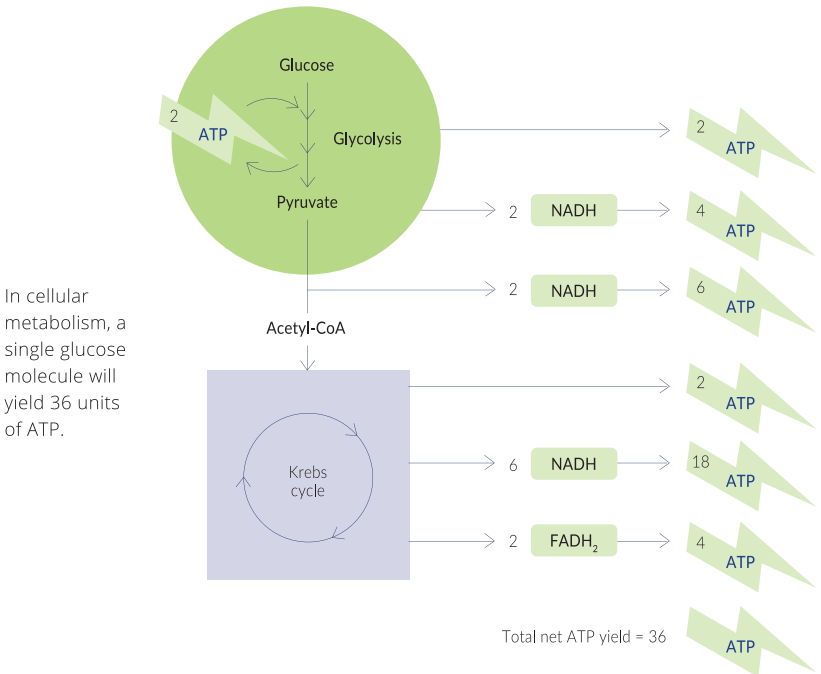 Glucose
2
ATP
Glycolysis
Pyruvate
2
ATP
2 NADH 4
ATP
2 NADH 6
ATP
In cellular
metabolism, a
single glucose
molecule will
yield 36 units
of ATP.
Acetyl-CoA
2
ATP
Krebs
cycle
6 NADH 18
ATP
2 FADH₂ 4
ATP
Total net ATP yield = 36
ATP